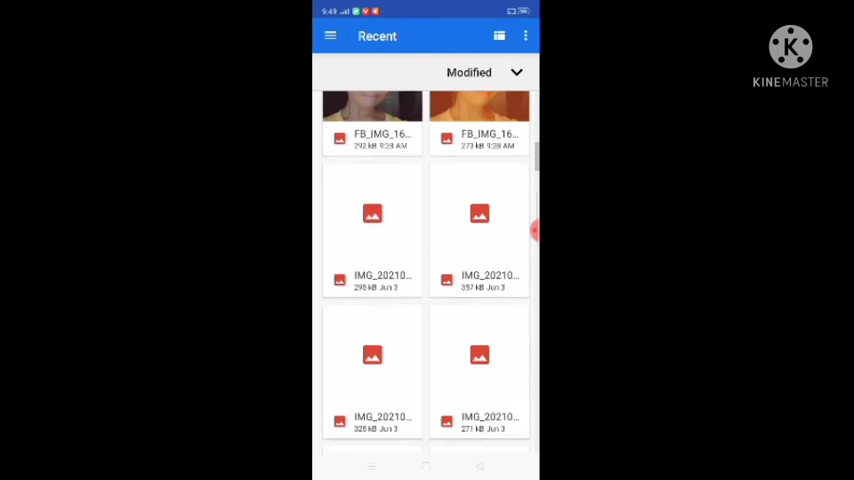 9:49
Recent
K
KINEMASTER
Modified
FB_IMG_16...
292 kB 9:28 AM
FB_IMG_16...
273 kB 9:28 AM
IMG_20210...
295 kB Jun 3
IMG_20210...
357 kB Jun 3
IMG_20210...
325 kB Jun 3
IMG_20210...
271 kB Jun 3